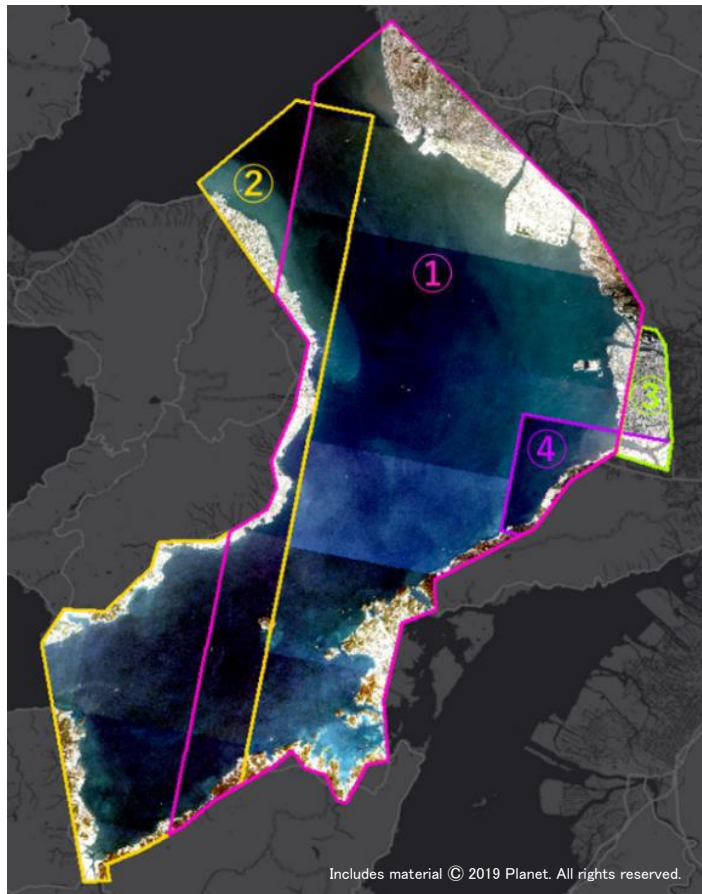 ②
①
③
④
Includes material Ⓒ 2019 Planet. All rights reserved.